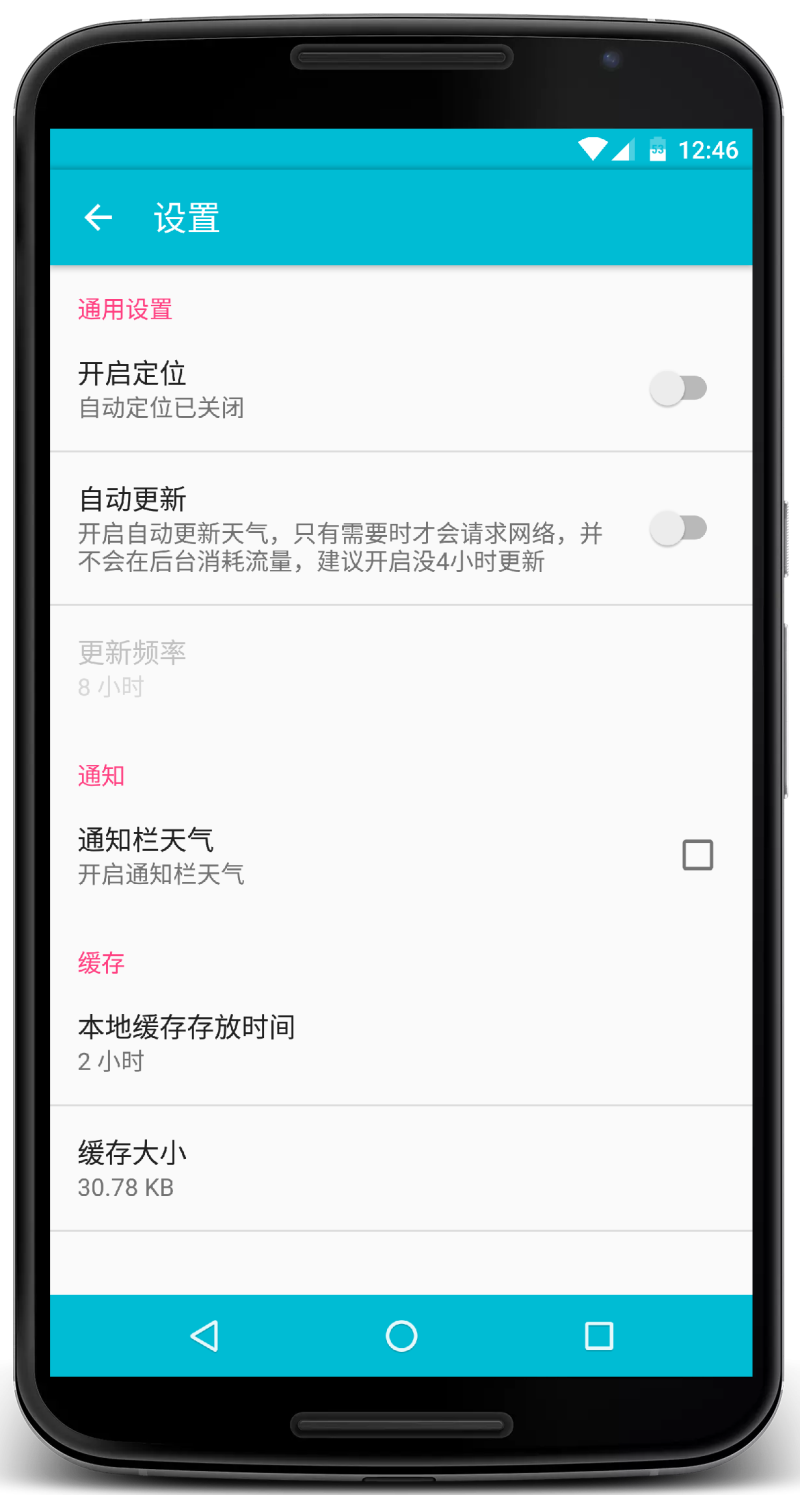 53 12:46
设置
通用设置
开启定位
自动定位已关闭
自动更新
开启自动更新天气，只有需要时才会请求网络，并
不会在后台消耗流量，建议开启没4小时更新
更新频率
8 小时
通知
通知栏天气
开启通知栏天气
缓存
本地缓存存放时间
2 小时
缓存大小
30.78 KB